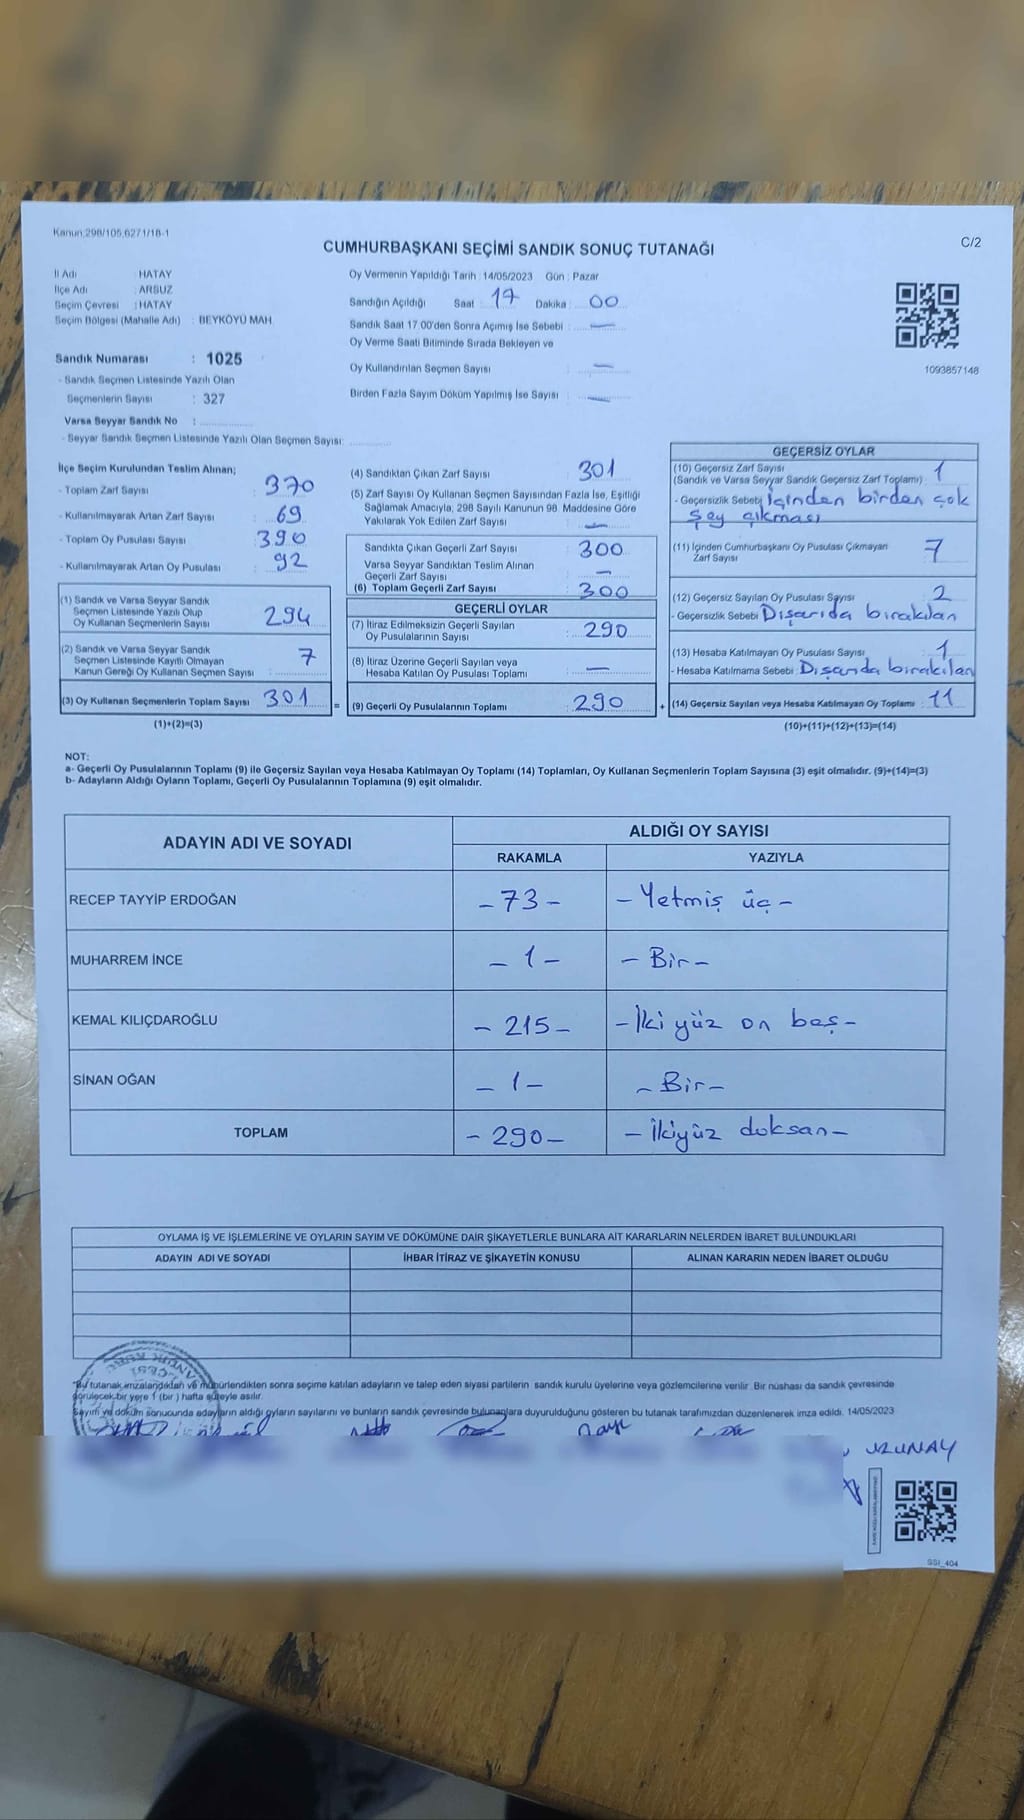 Kanun:298/105,6271/18-1
CUMHURBAŞKANI SEÇİMİ SANDIK SONUÇ TUTANAĞI
C/2
İl Adı : HATAY
İlçe Adı : ARSUZ
Seçim Çevresi : HATAY
Seçim Bölgesi (Mahalle Adı) : BEYKÖYÜ MAH.
Oy Vermenin Yapıldığı Tarih : 14/05/2023 Gün : Pazar
Sandığın Açıldığı Saat : 17 Dakika : 00
Sandık Saat 17.00'den Sonra Açımış İse Sebebi : —
Oy Verme Saati Bitiminde Sırada Bekleyen ve
Oy Kullandırılan Seçmen Sayısı : —
Birden Fazla Sayım Döküm Yapılmış İse Sayısı : —
1093857148
Sandık Numarası : 1025
- Sandık Seçmen Listesinde Yazılı Olan
Seçmenlerin Sayısı : 327
Varsa Seyyar Sandık No :
- Seyyar Sandık Seçmen Listesinde Yazılı Olan Seçmen Sayısı:
İlçe Seçim Kurulundan Teslim Alınan;
- Toplam Zarf Sayısı : 370
- Kullanılmayarak Artan Zarf Sayısı : 69
- Toplam Oy Pusulası Sayısı : 390
- Kullanılmayarak Artan Oy Pusulası : 92
(1) Sandık ve Varsa Seyyar Sandık
Seçmen Listesinde Yazılı Olup
Oy Kullanan Seçmenlerin Sayısı : 294
(2) Sandık ve Varsa Seyyar Sandık
Seçmen Listesinde Kayıtlı Olmayan
Kanun Gereği Oy Kullanan Seçmen Sayısı : 7
(3) Oy Kullanan Seçmenlerin Toplam Sayısı : 301
(1)+(2)=(3)
=
(4) Sandıktan Çıkan Zarf Sayısı : 301
(5) Zarf Sayısı Oy Kullanan Seçmen Sayısından Fazla İse, Eşitliği
Sağlamak Amacıyla, 298 Sayılı Kanunun 98. Maddesine Göre
Yakılarak Yok Edilen Zarf Sayısı : —
Sandıkta Çıkan Geçerli Zarf Sayısı : 300
Varsa Seyyar Sandıktan Teslim Alınan
Geçerli Zarf Sayısı : —
(6) Toplam Geçerli Zarf Sayısı : 300
GEÇERLİ OYLAR
(7) İtiraz Edilmeksizin Geçerli Sayılan
Oy Pusulalarının Sayısı : 290
(8) İtiraz Üzerine Geçerli Sayılan veya
Hesaba Katılan Oy Pusulası Toplamı : —
(9) Geçerli Oy Pusulalarının Toplamı : 290
+
GEÇERSİZ OYLAR
(10) Geçersiz Zarf Sayısı
(Sandık ve Varsa Seyyar Sandık Geçersiz Zarf Toplamı) : 1
- Geçersizlik Sebebi : İçinden birden çok
şey çıkması
(11) İçinden Cumhurbaşkanı Oy Pusulası Çıkmayan
Zarf Sayısı : 7
(12) Geçersiz Sayılan Oy Pusulası Sayısı : 2
- Geçersizlik Sebebi : Dışarıda bırakılan
(13) Hesaba Katılmayan Oy Pusulası Sayısı : 1
- Hesaba Katılmama Sebebi : Dışarıda bırakılan
(14) Geçersiz Sayılan veya Hesaba Katılmayan Oy Toplamı : 11
(10)+(11)+(12)+(13)=(14)
NOT:
a- Geçerli Oy Pusulalarının Toplamı (9) ile Geçersiz Sayılan veya Hesaba Katılmayan Oy Toplamı (14) Toplamları, Oy Kullanan Seçmenlerin Toplam Sayısına (3) eşit olmalıdır. (9)+(14)=(3)
b- Adayların Aldığı Oyların Toplamı, Geçerli Oy Pusulalarının Toplamına (9) eşit olmalıdır.
ADAYIN ADI VE SOYADI
ALDIĞI OY SAYISI
RAKAMLA YAZIYLA
RECEP TAYYİP ERDOĞAN - 73 - - Yetmiş üç -
MUHARREM İNCE - 1 - - Bir -
KEMAL KILIÇDAROĞLU - 215 - - İki yüz on beş -
SİNAN OĞAN - 1 - - Bir -
TOPLAM - 290 - - İkiyüz doksan -
OYLAMA İŞ VE İŞLEMLERİNE VE OYLARIN SAYIM VE DÖKÜMÜNE DAİR ŞİKAYETLERLE BUNLARA AİT KARARLARIN NELERDEN İBARET BULUNDUKLARI
ADAYIN ADI VE SOYADI İHBAR İTİRAZ VE ŞİKAYETİN KONUSU ALINAN KARARIN NEDEN İBARET OLDUĞU
*Bu tutanak imzalandıktan ve mühürlendikten sonra seçime katılan adayların ve talep eden siyasi partilerin sandık kurulu üyelerine veya gözlemcilerine verilir. Bir nüshası da sandık çevresinde
görülecek bir yere 1 (bir) hafta süreyle asılır.
Sayım ve döküm sonucunda adayların aldığı oyların sayılarını ve bunların sandık çevresinde bulunanlara duyurulduğunu gösteren bu tutanak tarafımızdan düzenlenerek imza edildi. 14/05/2023
UZUNAY
SSİ_404